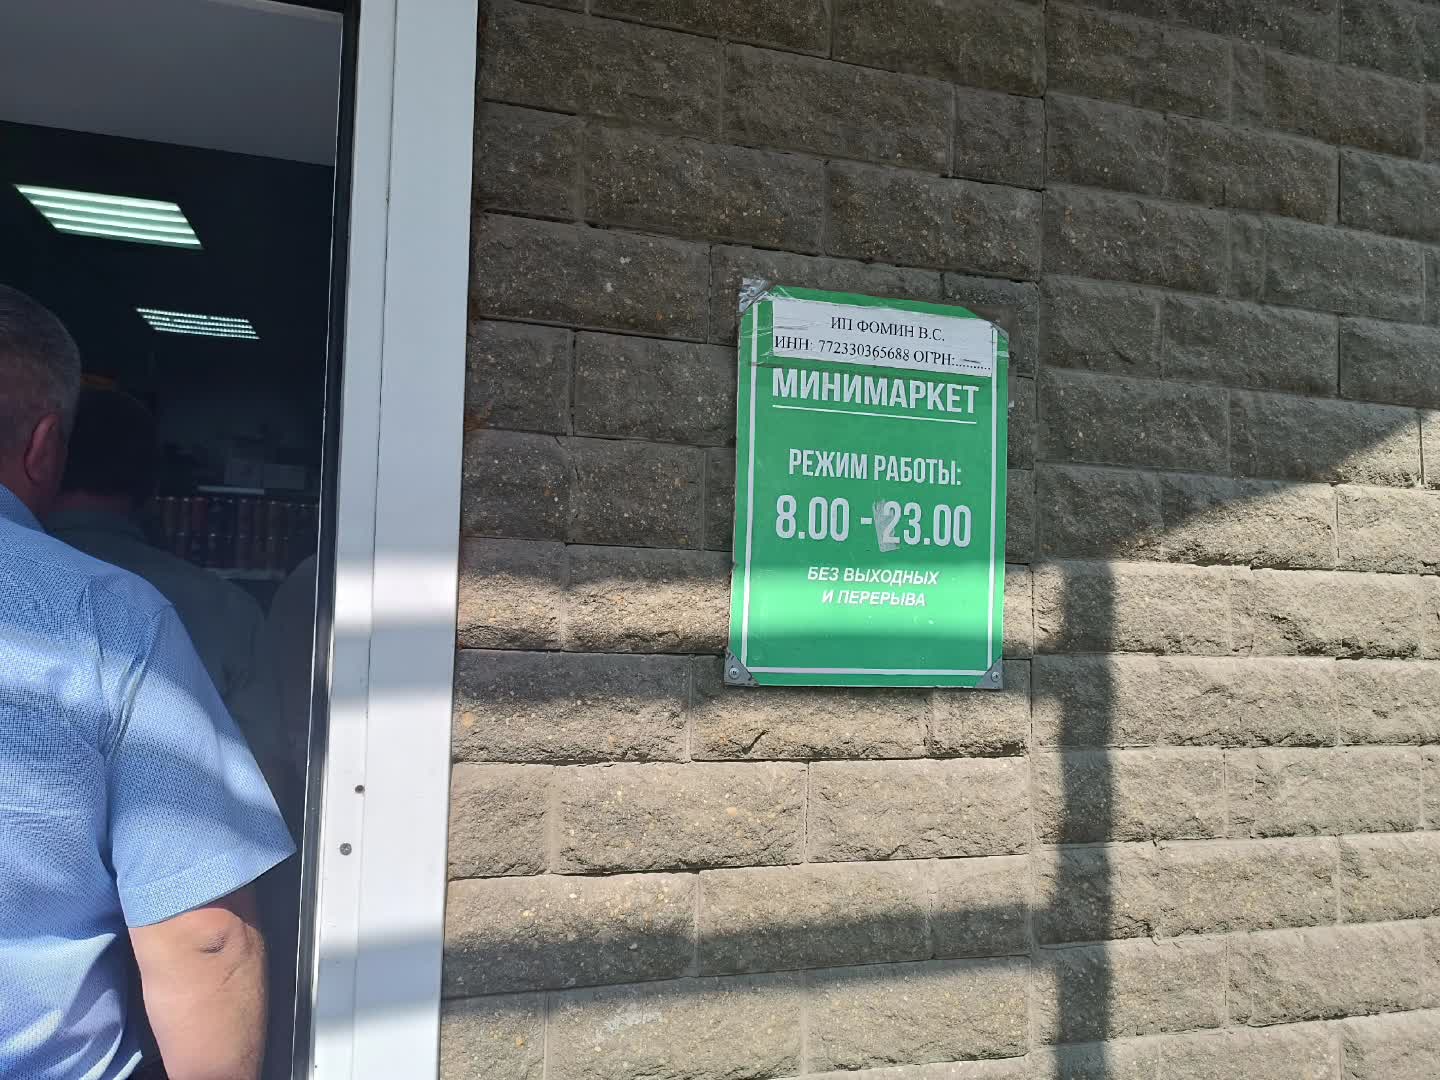 ИП ФОМИН В.С.
ИНН: 772330365688 ОГРН:...........
МИНИМАРКЕТ
РЕЖИМ РАБОТЫ:
8.00 - 23.00
БЕЗ ВЫХОДНЫХ
И ПЕРЕРЫВА